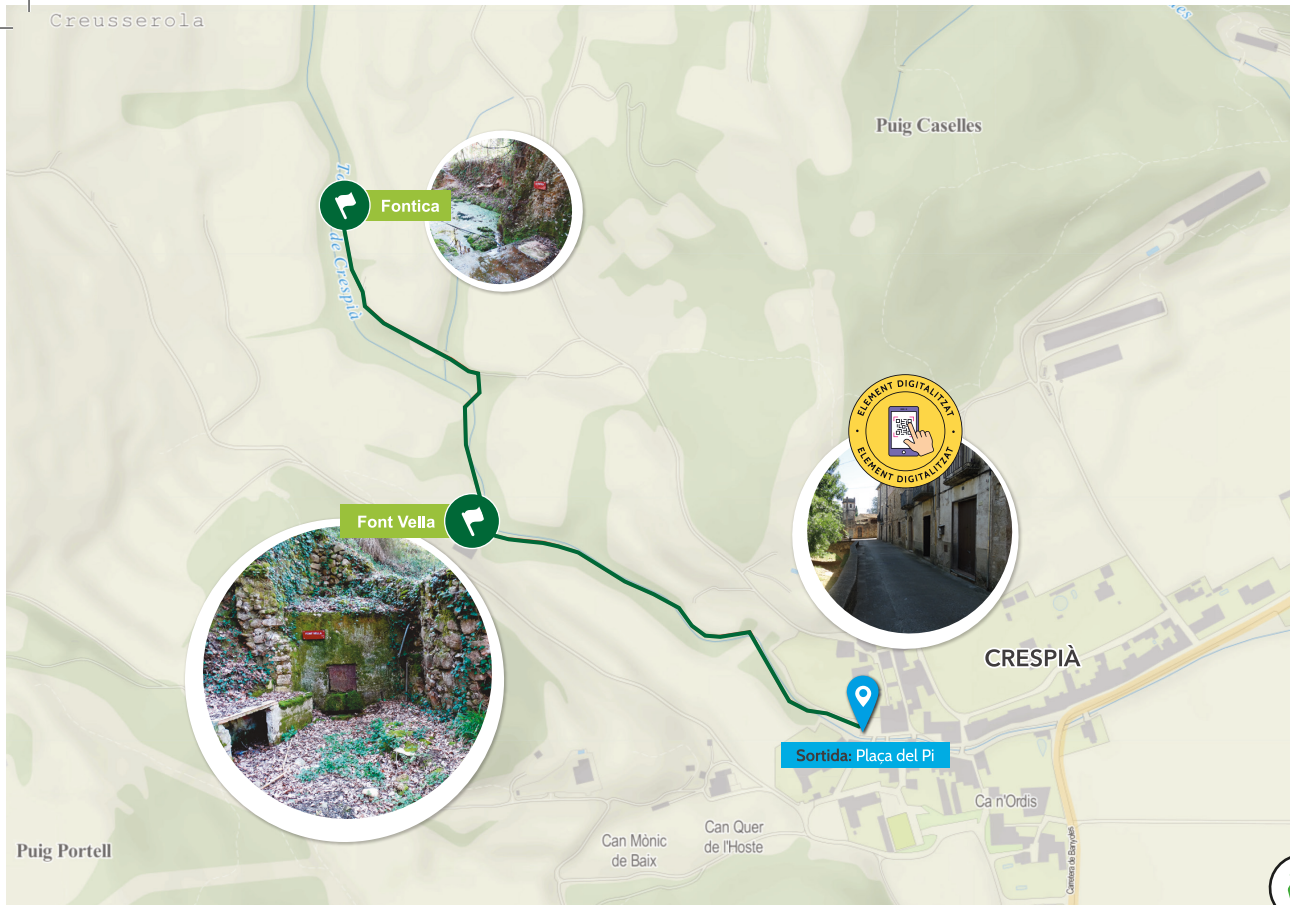 Creusserola
Puig Caselles
Fontica
de Crespià
ELEMENT DIGITALITZAT
ELEMENT DIGITALITZAT
Font Vella
CRESPIÀ
Sortida: Plaça del Pi
Ca n'Ordis
Can Quer
de l'Hoste
Can Mònic
de Baix
Puig Portell
Carretera de Banyoles